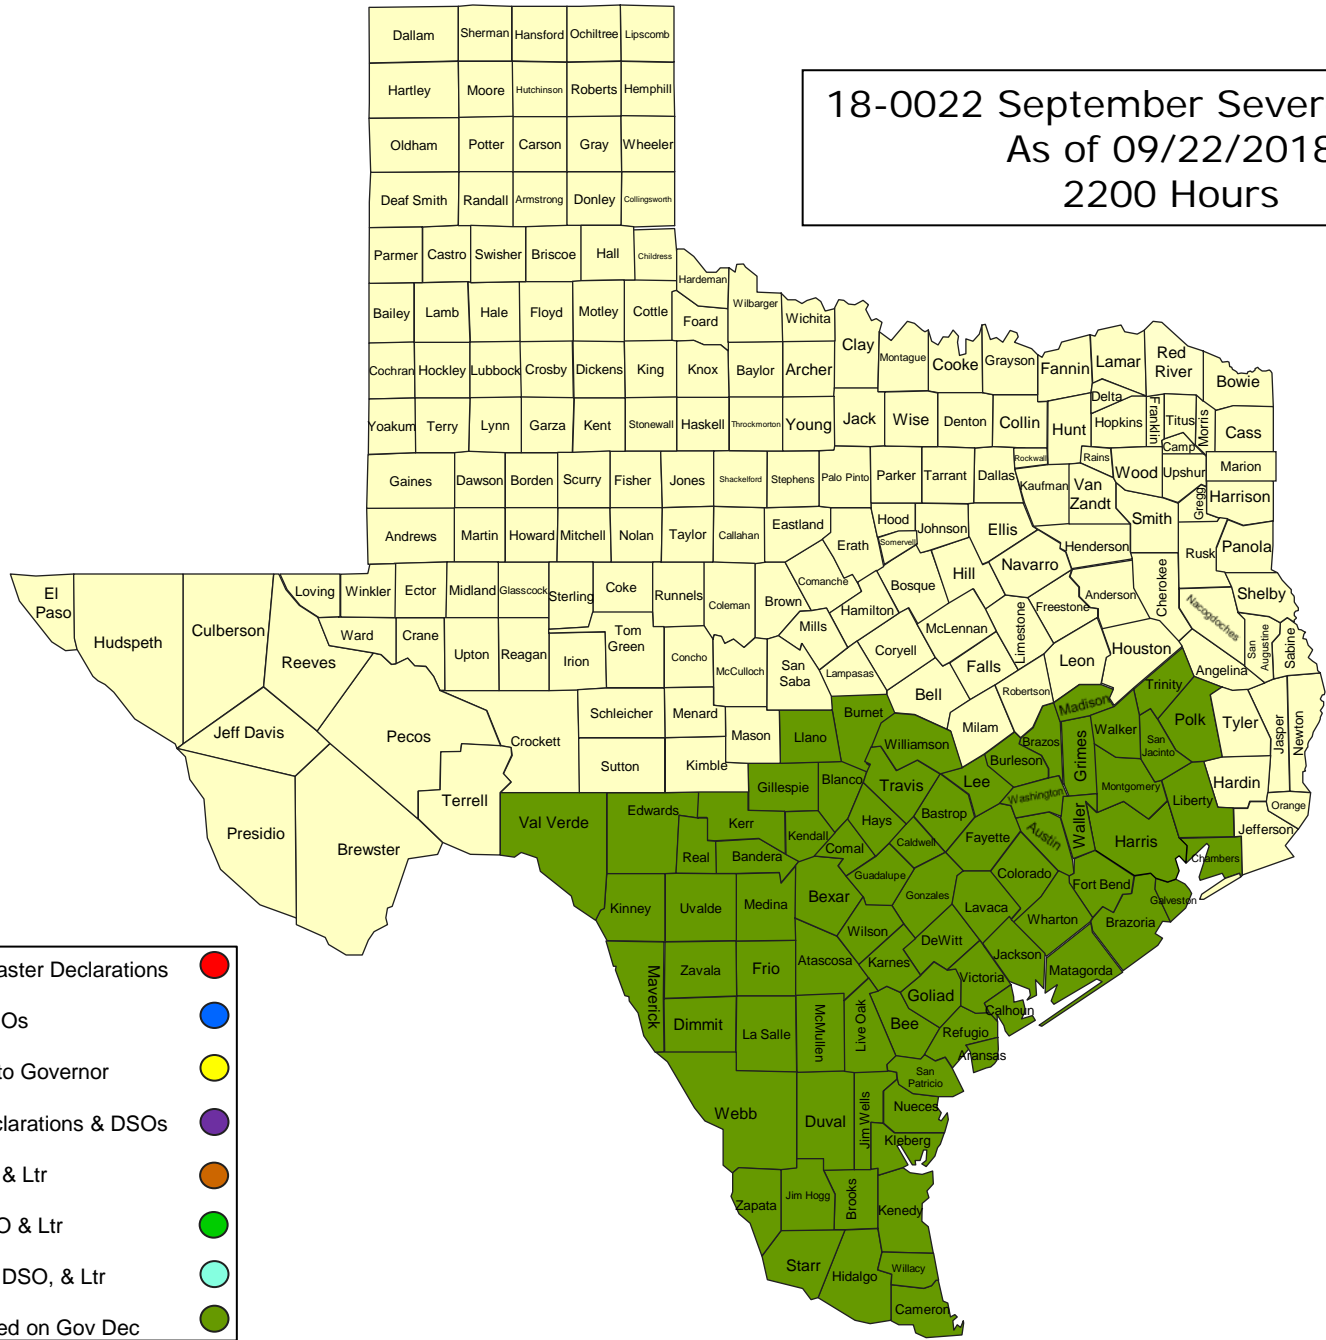 Dallam Sherman Hansford Ochiltree Lipscomb
Hartley Moore Hutchinson Roberts Hemphill
18-0022 September Sever
As of 09/22/2018
2200 Hours
Oldham Potter Carson Gray Wheeler
Deaf Smith Randall Armstrong Donley Collingsworth
Parmer Castro Swisher Briscoe Hall Childress
Hardeman
Bailey Lamb Hale Floyd Motley Cottle Foard Wilbarger Wichita
Clay Montague Cooke Grayson Fannin Lamar Red
River
Bowie
Cochran Hockley Lubbock Crosby Dickens King Knox Baylor Archer
Delta
Yoakum Terry Lynn Garza Kent Stonewall Haskell Throckmorton Young Jack Wise Denton Collin Hunt Hopkins Franklin Titus Morris Cass
Camp
Gaines Dawson Borden Scurry Fisher Jones Shackelford Stephens Palo Pinto Parker Tarrant Dallas Rockwall Kaufman Rains Van
Zandt
Wood Upshur Marion
Gregg Harrison
Andrews Martin Howard Mitchell Nolan Taylor Callahan Eastland Erath Hood Somervell Johnson Ellis Henderson Smith Rusk Panola
El
Paso
Hudspeth Culberson Reeves Loving Winkler Ector Midland Glasscock Sterling Coke Runnels Coleman Brown Comanche Hamilton Bosque Hill Navarro Freestone Anderson Cherokee Nacogdoches Shelby
Ward Crane Upton Reagan Irion Tom
Green
Concho McCulloch San
Saba
Mills Lampasas Coryell McLennan Limestone Falls Leon Houston Angelina San
Augustine
Sabine
Jeff Davis Pecos Crockett Schleicher Menard Mason Llano Burnet Bell Milam Robertson Madison Trinity Polk Tyler Jasper Newton
Sutton Kimble Gillespie Blanco Williamson Travis Lee Burleson Brazos Grimes Walker San
Jacinto
Hardin
Presidio Brewster Terrell Val Verde Edwards Kerr Kendall Hays Bastrop Washington Montgomery Liberty Orange
Real Bandera Comal Caldwell Fayette Austin Waller Harris Jefferson
Chambers
Kinney Uvalde Medina Bexar Guadalupe Gonzales Lavaca Colorado Fort Bend Galveston
Wilson Wharton Brazoria
Maverick Zavala Frio Atascosa Karnes DeWitt Jackson Matagorda
Victoria
Dimmit La Salle McMullen Live Oak Bee Goliad Calhoun
Refugio
Aransas
San
Patricio
Webb Duval Jim Wells Nueces
Kleberg
Zapata Jim Hogg Brooks Kenedy
Starr Hidalgo Willacy
Cameron
aster Declarations
Os
to Governor
clarations & DSOs
& Ltr
O & Ltr
DSO, & Ltr
ed on Gov Dec